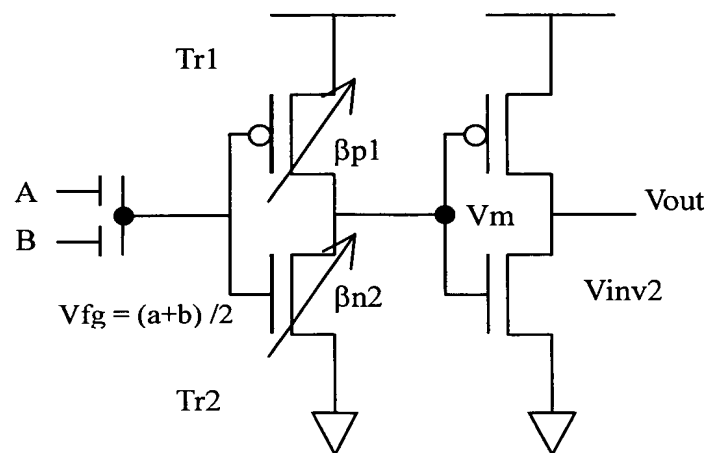 Tr1
βp1
A
B
Vm
Vout
Vfg = (a+b) /2
βn2
Vinv2
Tr2